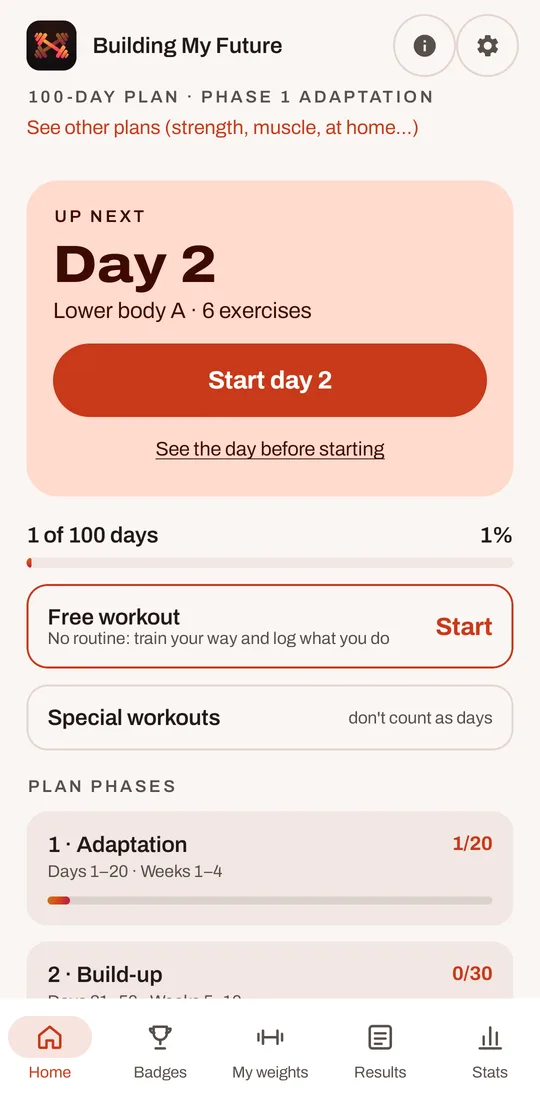 Building My Future
100-DAY PLAN · PHASE 1 ADAPTATION
See other plans (strength, muscle, at home...)
UP NEXT
Day 2
Lower body A · 6 exercises
Start day 2
See the day before starting
1 of 100 days 1%
Free workout
No routine: train your way and log what you do
Start
Special workouts don't count as days
PLAN PHASES
1 · Adaptation 1/20
Days 1–20 · Weeks 1–4
2 · Build-up 0/30
Home Badges My weights Results Stats